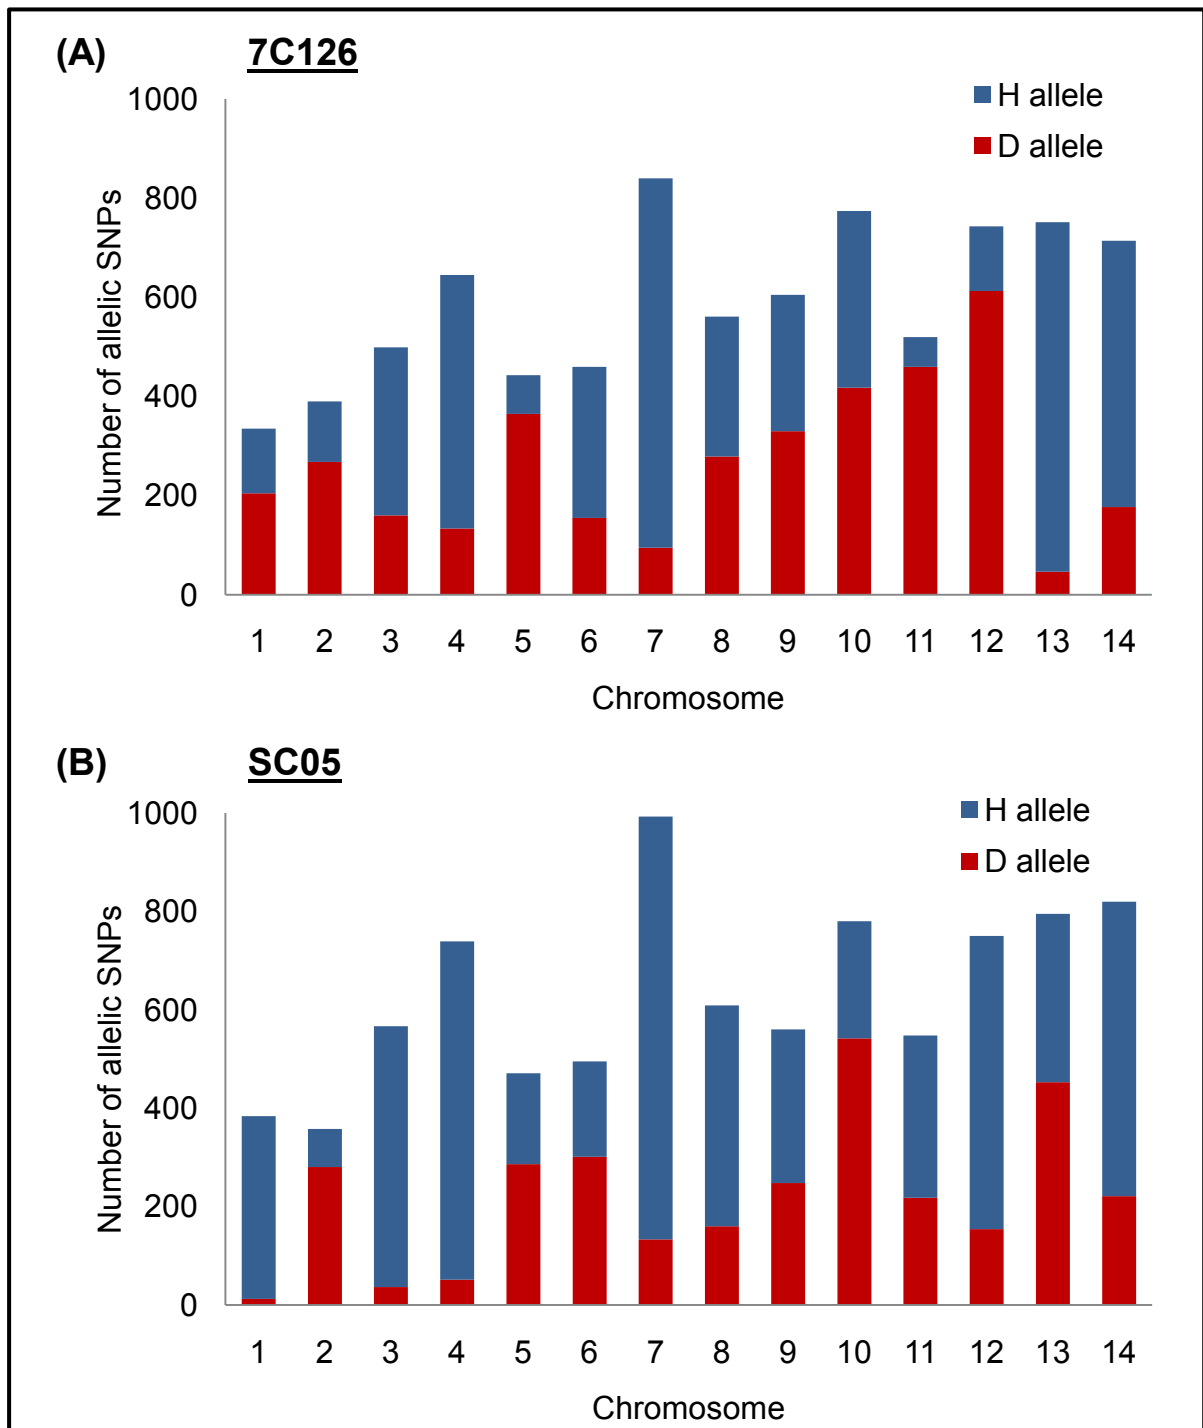 (A) 7C126
H allele
D allele
Number of allelic SNPs
1000
800
600
400
200
0
1 2 3 4 5 6 7 8 9 10 11 12 13 14
Chromosome
(B) SC05
H allele
D allele
Number of allelic SNPs
1000
800
600
400
200
0
1 2 3 4 5 6 7 8 9 10 11 12 13 14
Chromosome